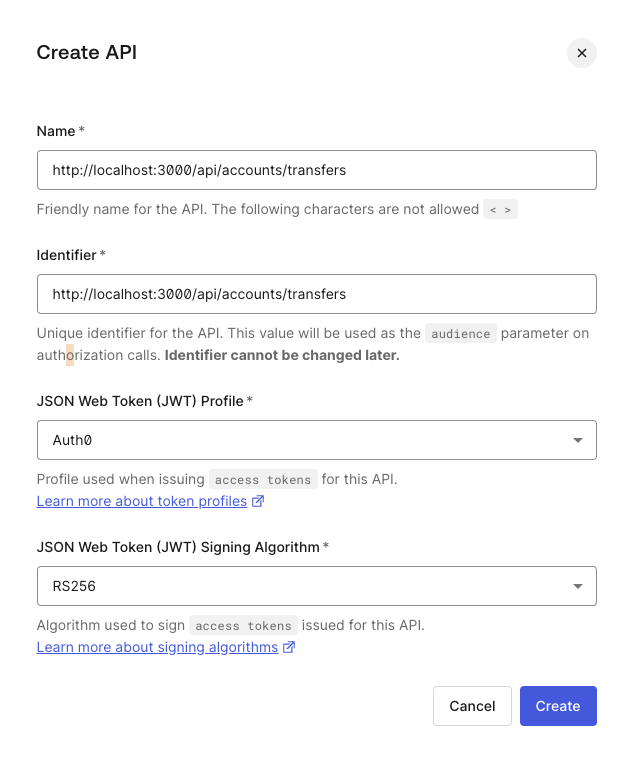 Create API
Name *
http://localhost:3000/api/accounts/transfers
Friendly name for the API. The following characters are not allowed < >
Identifier *
http://localhost:3000/api/accounts/transfers
Unique identifier for the API. This value will be used as the audience parameter on
authorization calls. Identifier cannot be changed later.
JSON Web Token (JWT) Profile *
Auth0
Profile used when issuing access tokens for this API.
Learn more about token profiles
JSON Web Token (JWT) Signing Algorithm *
RS256
Algorithm used to sign access tokens issued for this API.
Learn more about signing algorithms
Cancel Create